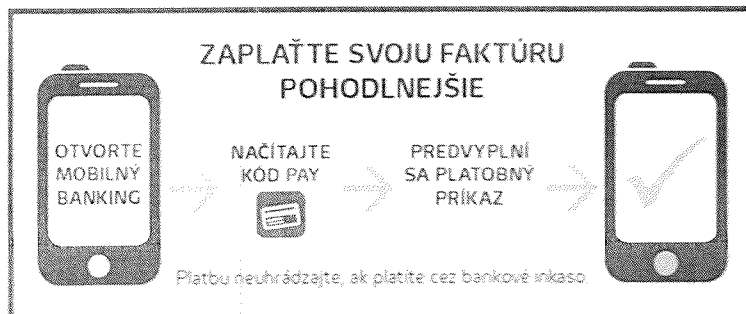 ZAPLAŤTE SVOJU FAKTÚRU
POHODLNEJŠIE
OTVORTE
MOBILNÝ
BANKING
NAČÍTAJTE
KÓD PAY
PREDVYPLNÍ
SA PLATOBNÝ
PRÍKAZ
Platbu neuhrádzajte, ak platíte cez bankové inkaso.